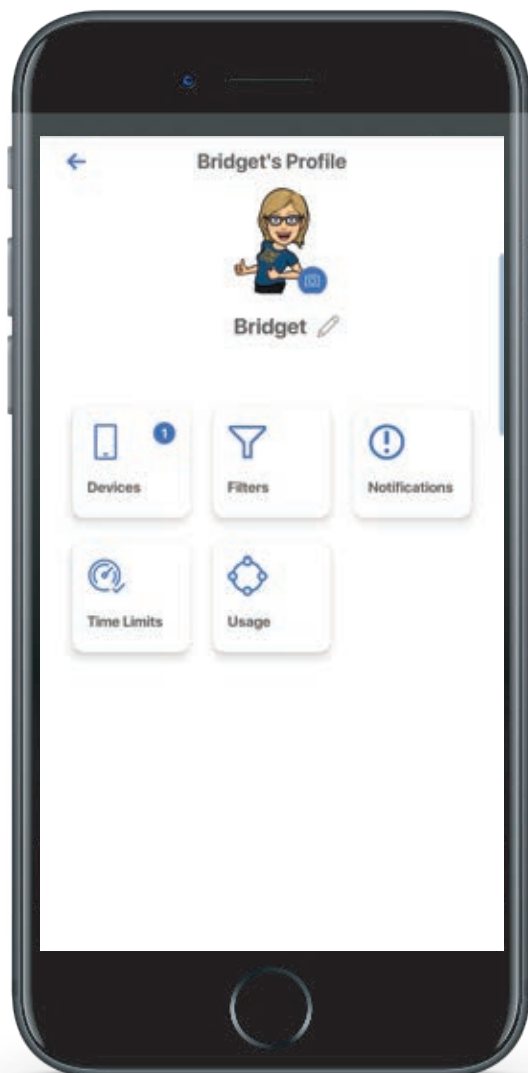 Bridget's Profile
Bridget
1
Devices
Filters
Notifications
Time Limits
Usage